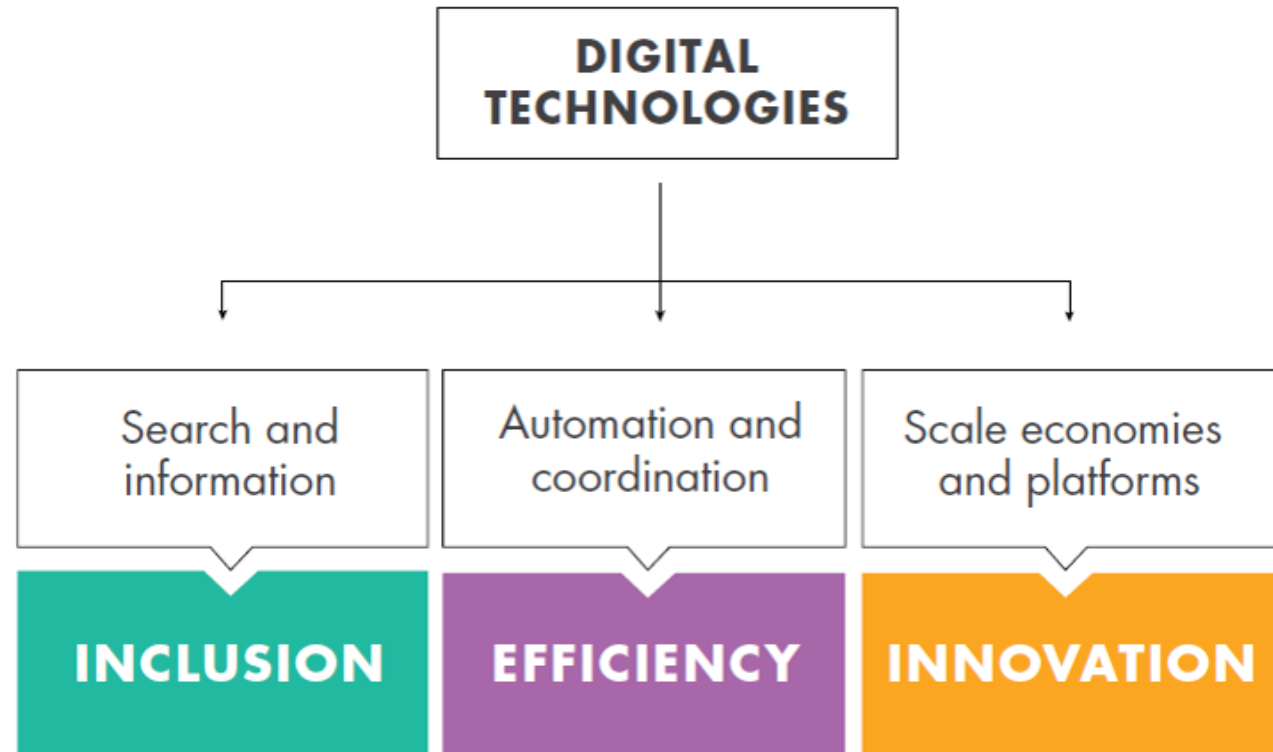 DIGITAL
TECHNOLOGIES
Search and
information
Automation and
coordination
Scale economies
and platforms
INCLUSION
EFFICIENCY
INNOVATION